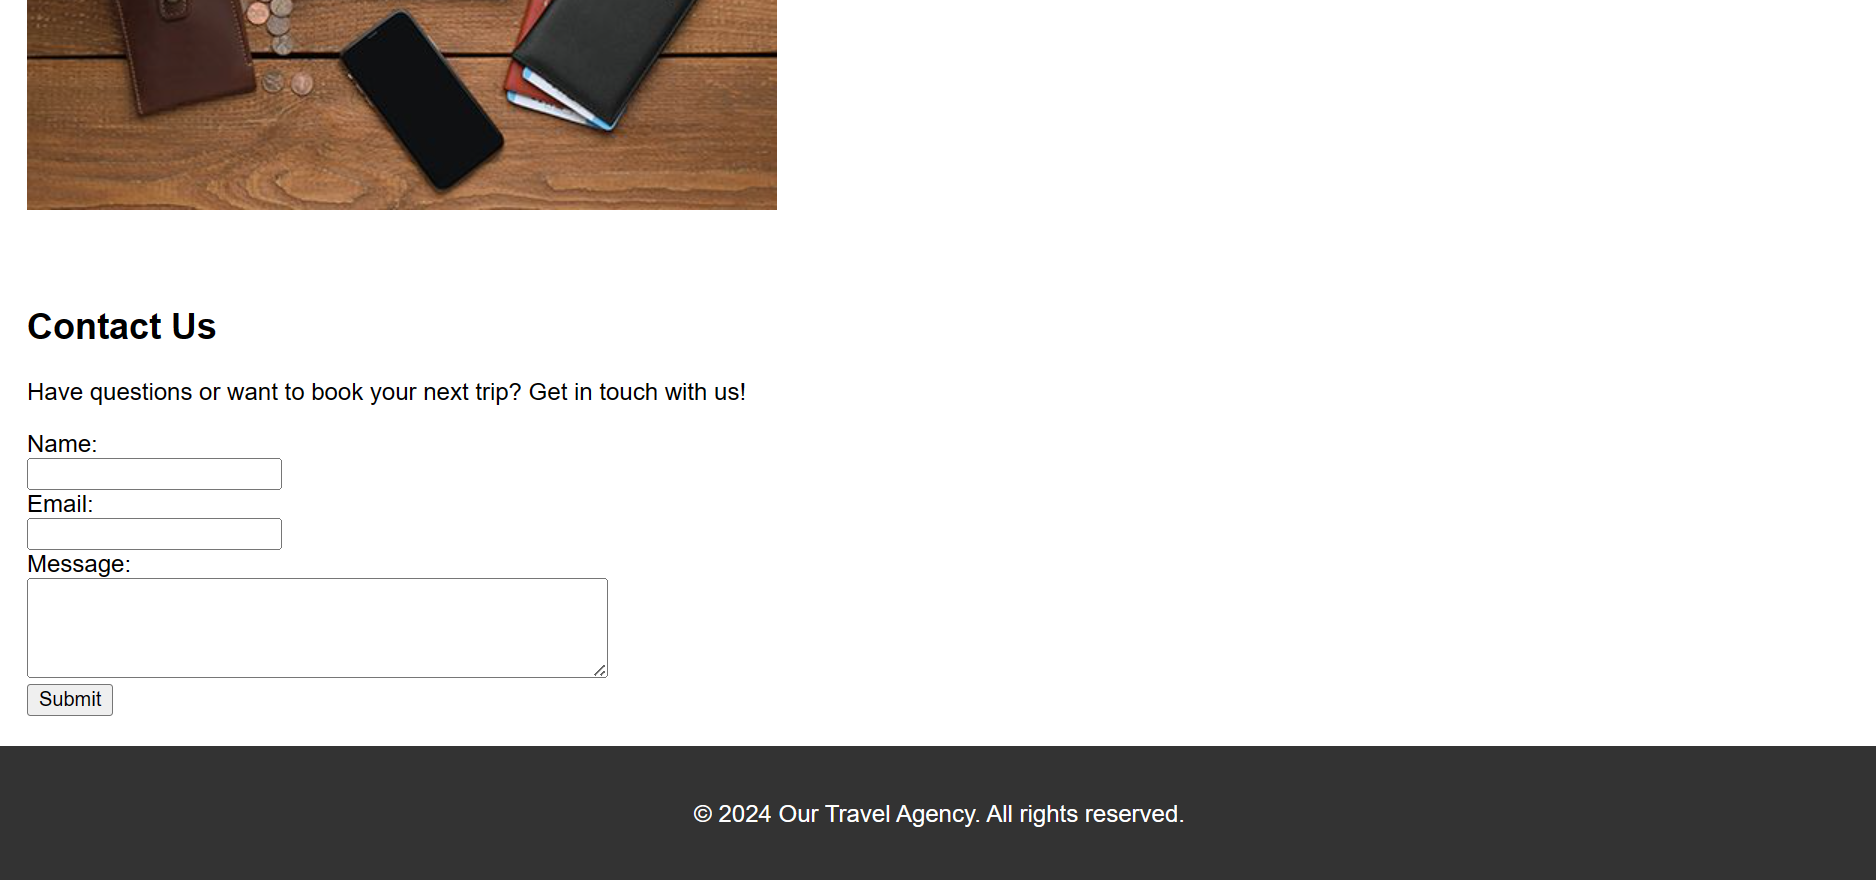 Contact Us
Have questions or want to book your next trip? Get in touch with us!
Name:
Email:
Message:
Submit
© 2024 Our Travel Agency. All rights reserved.